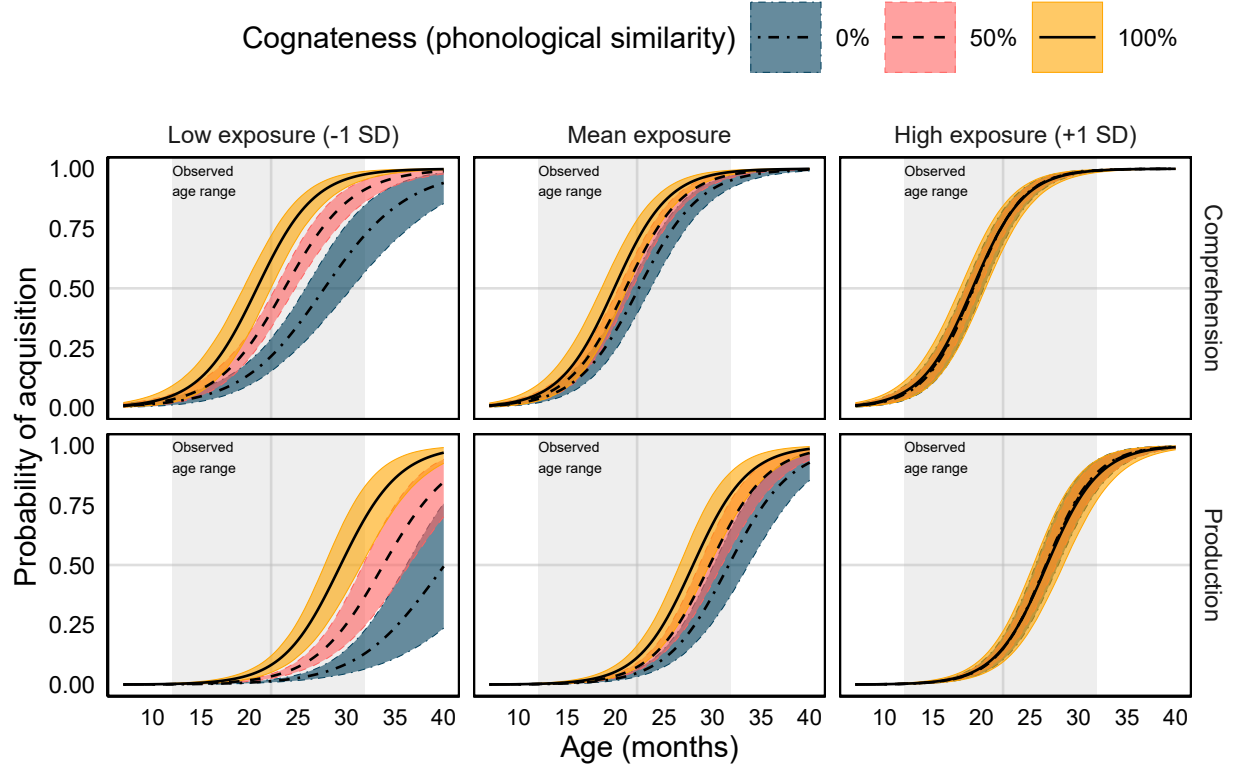 Cognateness (phonological similarity) 0% 50% 100%
Low exposure (-1 SD) Mean exposure High exposure (+1 SD)
Probability of acquisition
1.00
0.75
0.50
0.25
0.00
Observed
age range
Observed
age range
Observed
age range
Comprehension
1.00
0.75
0.50
0.25
0.00
Observed
age range
Observed
age range
Observed
age range
Production
10 15 20 25 30 35 40 10 15 20 25 30 35 40 10 15 20 25 30 35 40
Age (months)